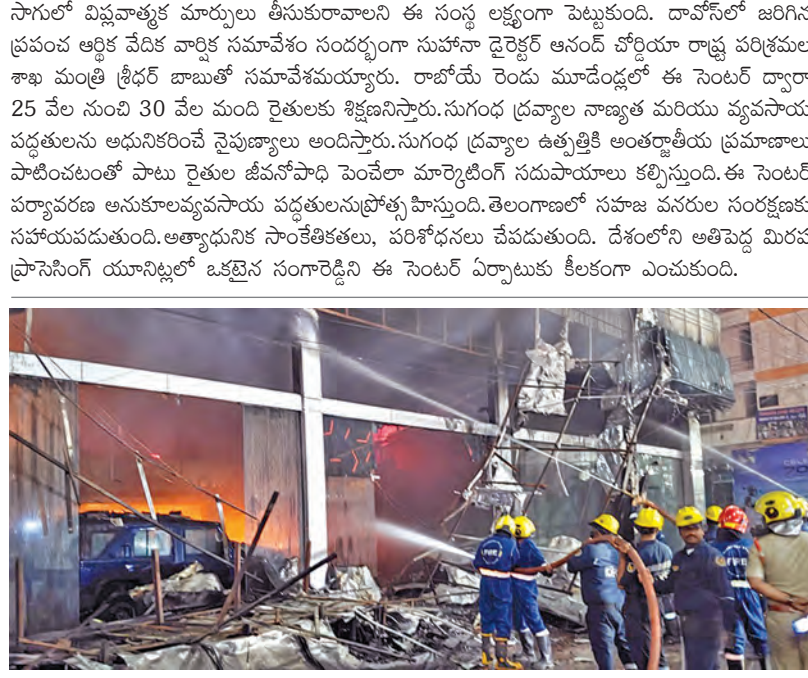 సాగులో విప్లవాత్మక మార్పులు తీసుకురావాలని ఈ సంస్థ లక్ష్యంగా పెట్టుకుంది. దావోస్‌లో జరిగిన
ప్రపంచ ఆర్థిక వేదిక వార్షిక సమావేశం సందర్భంగా సుహానా డైరెక్టర్ ఆనంద్ చోర్డియా రాష్ట్ర పరిశ్రమల
శాఖ మంత్రి శ్రీధర్ బాబుతో సమావేశమయ్యారు. రాబోయే రెండు మూడేండ్లలో ఈ సెంటర్ ద్వారా
25 వేల నుంచి 30 వేల మంది రైతులకు శిక్షణనిస్తారు.సుగంధ ద్రవ్యాల నాణ్యత మరియు వ్యవసాయ
పద్ధతులను అధునికరించే నైపుణ్యాలు అందిస్తారు.సుగంధ ద్రవ్యాల ఉత్పత్తికి అంతర్జాతీయ ప్రమాణాలు
పాటించటంతో పాటు రైతుల జీవనోపాధి పెంచేలా మార్కెటింగ్ సదుపాయాలు కల్పిస్తుంది.ఈ సెంటర్
పర్యావరణ అనుకూలవ్యవసాయ పద్ధతులనుప్రోత్సహిస్తుంది.తెలంగాణలో సహజ వనరుల సంరక్షణకు
సహాయపడుతుంది.అత్యాధునిక సాంకేతికతలు, పరిశోధనలు చేపడుతుంది. దేశంలోని అతిపెద్ద మిరప
ప్రాసెసింగ్ యూనిట్లలో ఒకటైన సంగారెడ్డిని ఈ సెంటర్ ఏర్పాటుకు కీలకంగా ఎంచుకుంది.
FIRE